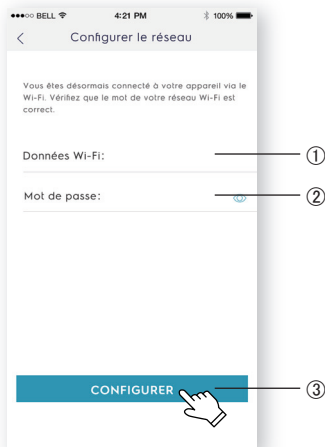 BELL 4:21 PM 100%
Configurer le réseau
Vous êtes désormais connecté à votre appareil via le
Wi-Fi. Vérifiez que le mot de votre réseau Wi-Fi est
correct.
Données Wi-Fi: ①
Mot de passe: ②
CONFIGURER ③